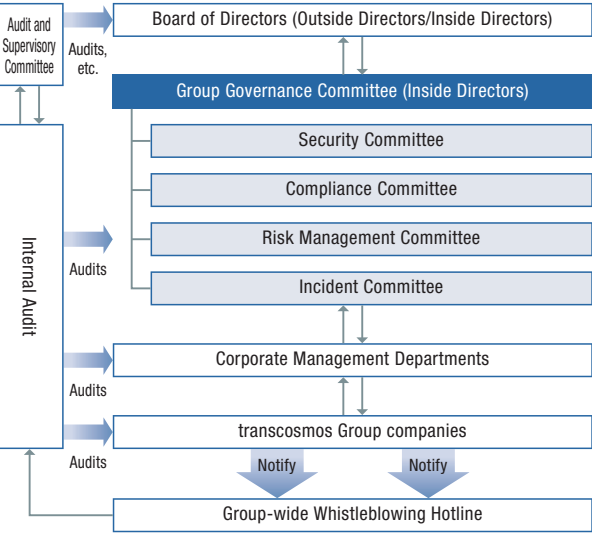 Audit and
Supervisory
Committee
Audits,
etc.
Board of Directors (Outside Directors/Inside Directors)
Group Governance Committee (Inside Directors)
Security Committee
Compliance Committee
Risk Management Committee
Incident Committee
Internal Audit
Audits
Corporate Management Departments
Audits
transcosmos Group companies
Audits
Notify
Notify
Group-wide Whistleblowing Hotline